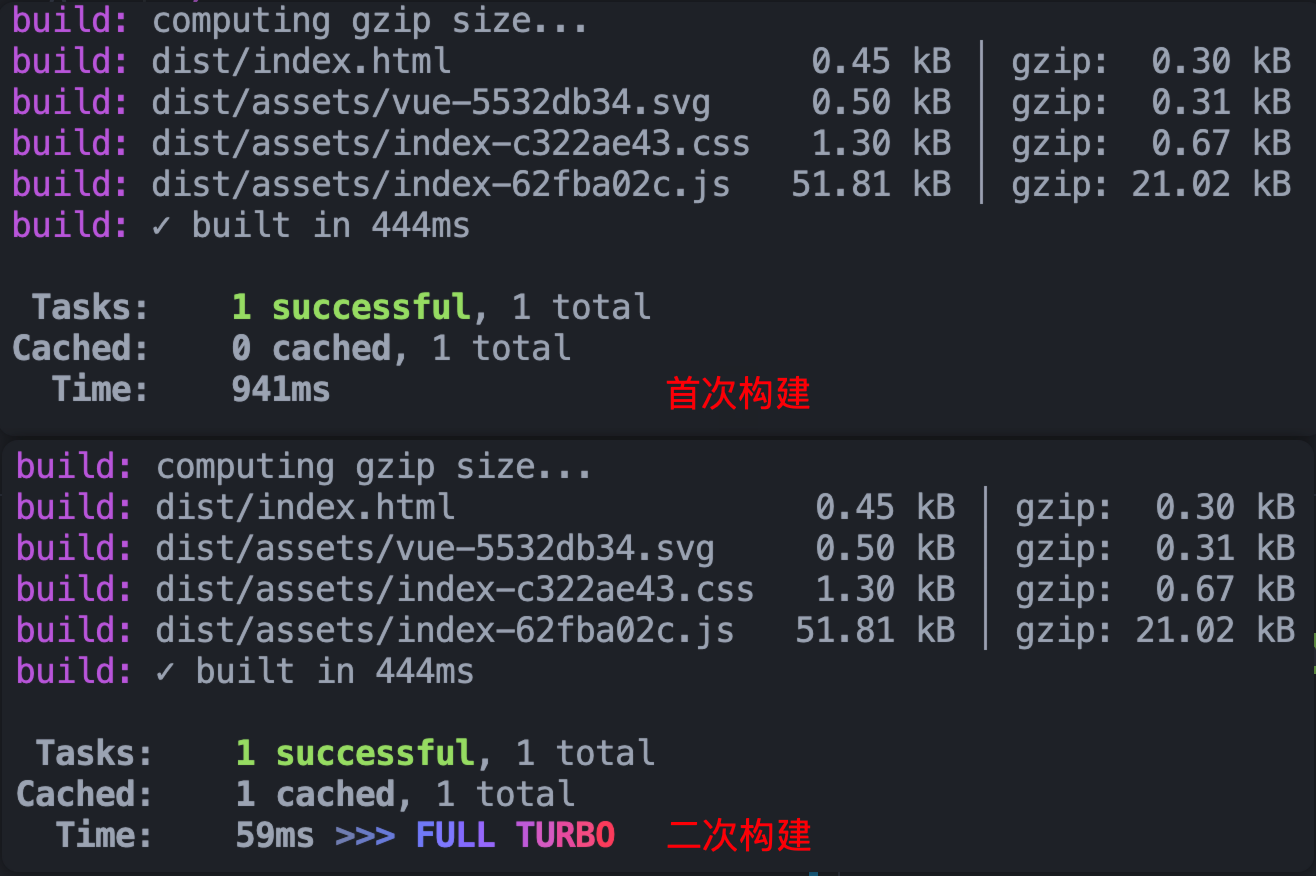 build: computing gzip size...
build: dist/index.html 0.45 kB │ gzip: 0.30 kB
build: dist/assets/vue-5532db34.svg 0.50 kB │ gzip: 0.31 kB
build: dist/assets/index-c322ae43.css 1.30 kB │ gzip: 0.67 kB
build: dist/assets/index-62fba02c.js 51.81 kB │ gzip: 21.02 kB
build: ✓ built in 444ms
Tasks: 1 successful, 1 total
Cached: 0 cached, 1 total
Time: 941ms 首次构建
build: computing gzip size...
build: dist/index.html 0.45 kB │ gzip: 0.30 kB
build: dist/assets/vue-5532db34.svg 0.50 kB │ gzip: 0.31 kB
build: dist/assets/index-c322ae43.css 1.30 kB │ gzip: 0.67 kB
build: dist/assets/index-62fba02c.js 51.81 kB │ gzip: 21.02 kB
build: ✓ built in 444ms
Tasks: 1 successful, 1 total
Cached: 1 cached, 1 total
Time: 59ms >>> FULL TURBO 二次构建